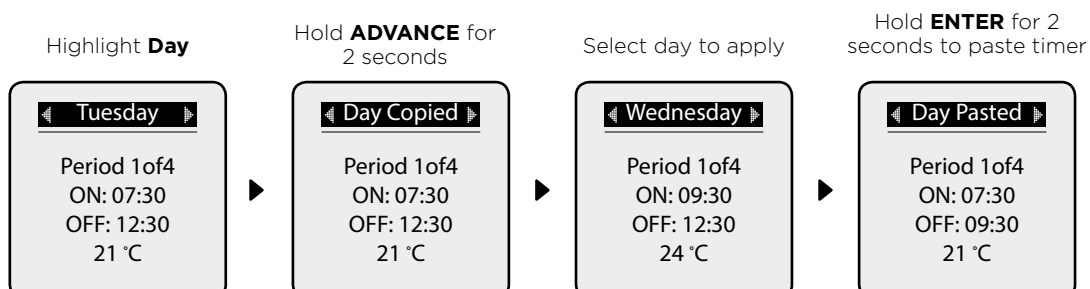 Highlight Day
Hold ADVANCE for
2 seconds
Select day to apply
Hold ENTER for 2
seconds to paste timer
Tuesday
Period 1of4
ON: 07:30
OFF: 12:30
21 °C
Day Copied
Period 1of4
ON: 07:30
OFF: 12:30
21 °C
Wednesday
Period 1of4
ON: 09:30
OFF: 12:30
24 °C
Day Pasted
Period 1of4
ON: 07:30
OFF: 09:30
21 °C